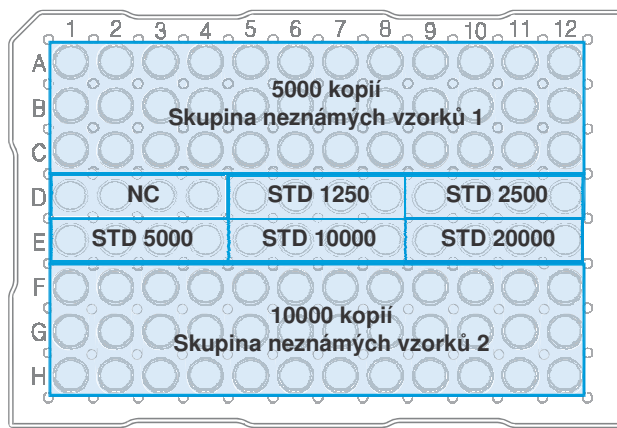 1 2 3 4 5 6 7 8 9 10 11 12
A
5000 kopií
B
Skupina neznámých vzorků 1
C
D NC STD 1250 STD 2500
E STD 5000 STD 10000 STD 20000
F
10000 kopií
G
Skupina neznámých vzorků 2
H